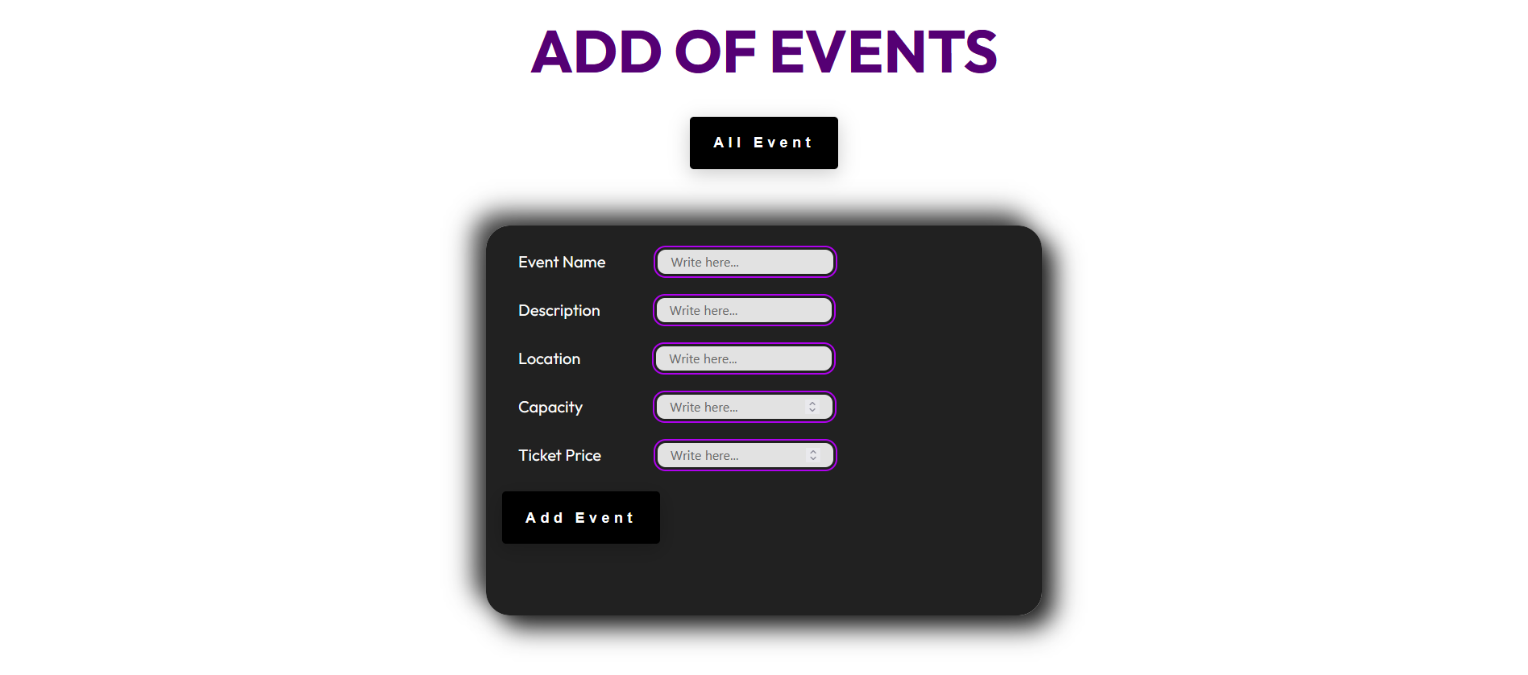 ADD OF EVENTS
All Event
Event Name Write here...
Description Write here...
Location Write here...
Capacity Write here...
Ticket Price Write here...
Add Event